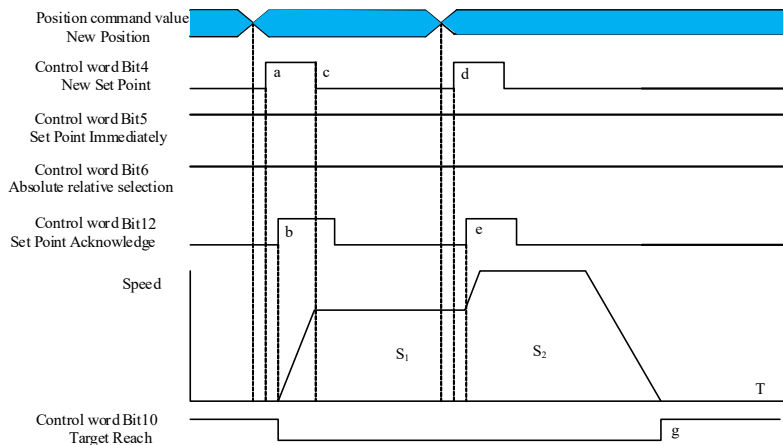 Position command value
New Position
Control word Bit4
New Set Point
a
c
d
Control word Bit5
Set Point Immediately
Control word Bit6
Absolute relative selection
Control word Bit12
Set Point Acknowledge
b
e
Speed
S₁
S₂
T
Control word Bit10
Target Reach
g